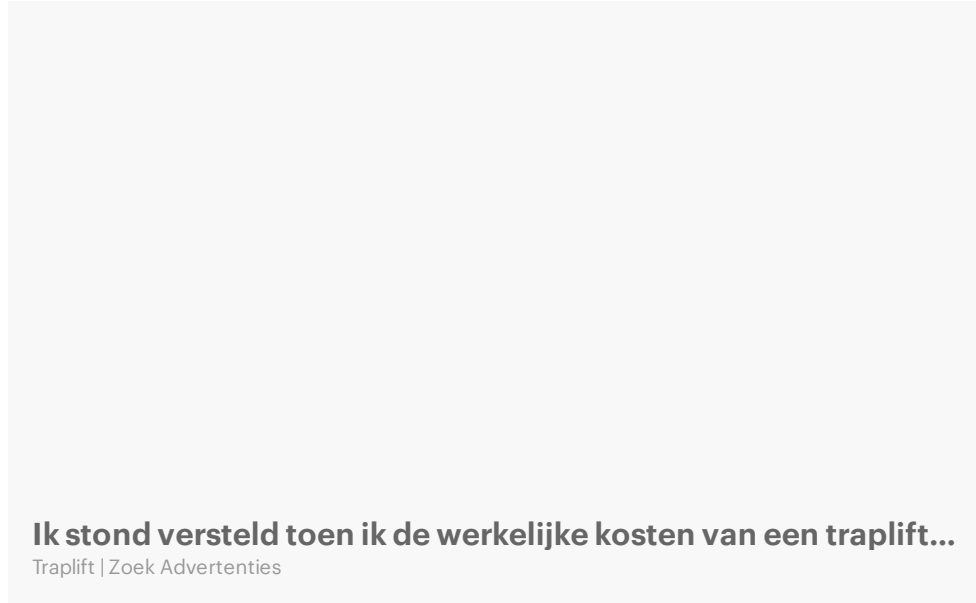 Ik stond versteld toen ik de werkelijke kosten van een traplift...
Traplift | Zoek Advertenties